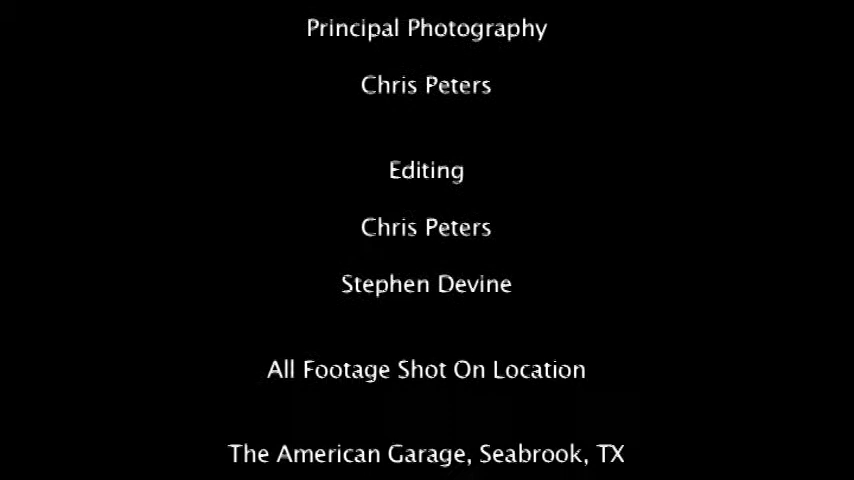 Principal Photography
Chris Peters
Editing
Chris Peters
Stephen Devine
All Footage Shot On Location
The American Garage, Seabrook, TX